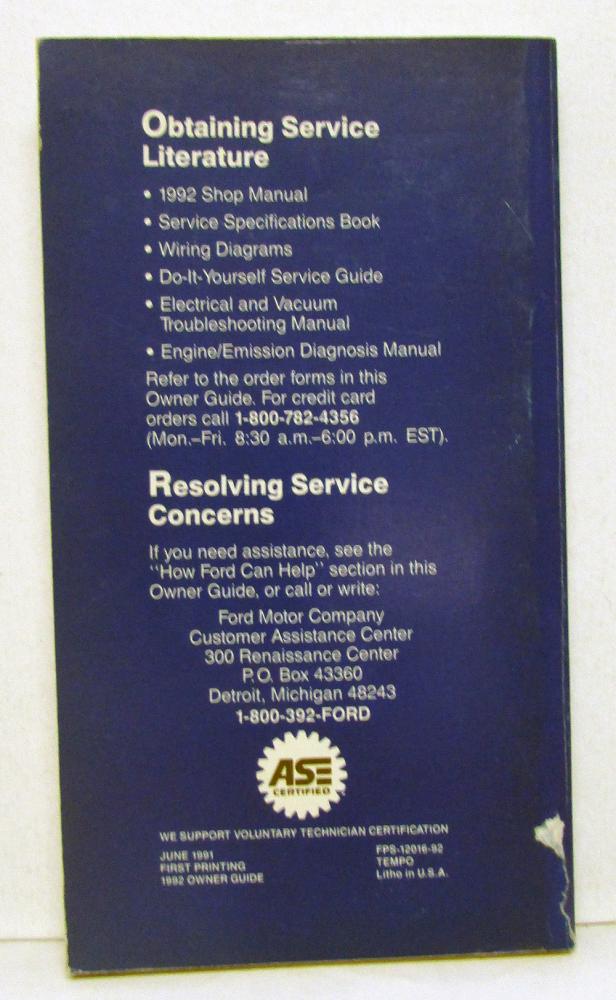 Obtaining Service
Literature
• 1992 Shop Manual
• Service Specifications Book
• Wiring Diagrams
• Do-It-Yourself Service Guide
• Electrical and Vacuum
Troubleshooting Manual
• Engine/Emission Diagnosis Manual
Refer to the order forms in this
Owner Guide. For credit card
orders call 1-800-782-4356
(Mon.–Fri. 8:30 a.m.–6:00 p.m. EST).
Resolving Service
Concerns
If you need assistance, see the
''How Ford Can Help'' section in this
Owner Guide, or call or write:
Ford Motor Company
Customer Assistance Center
300 Renaissance Center
P.O. Box 43360
Detroit, Michigan 48243
1-800-392-FORD
ASE
CERTIFIED
WE SUPPORT VOLUNTARY TECHNICIAN CERTIFICATION
JUNE 1991
FIRST PRINTING
1992 OWNER GUIDE
FPS-12016-92
TEMPO
Litho in U.S.A.